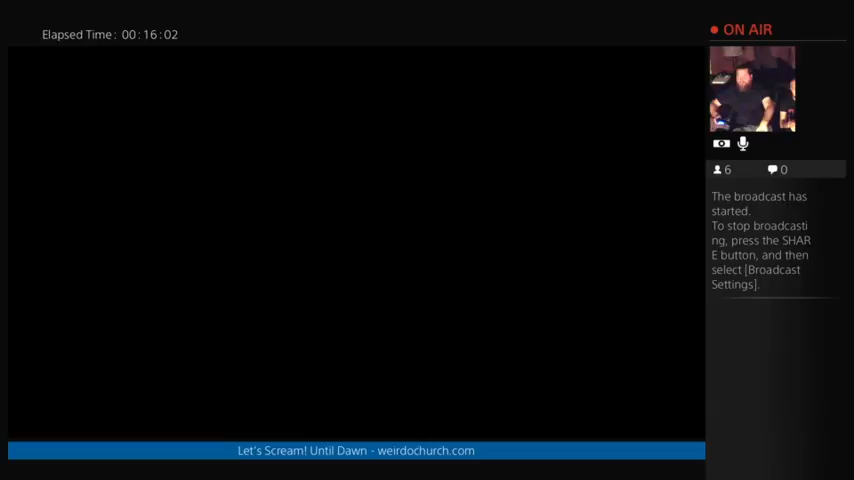 Elapsed Time: 00:16:02
ON AIR
6
0
The broadcast has
started.
To stop broadcasti
ng, press the SHAR
E button, and then
select [Broadcast
Settings].
Let's Scream! Until Dawn - weirdochurch.com